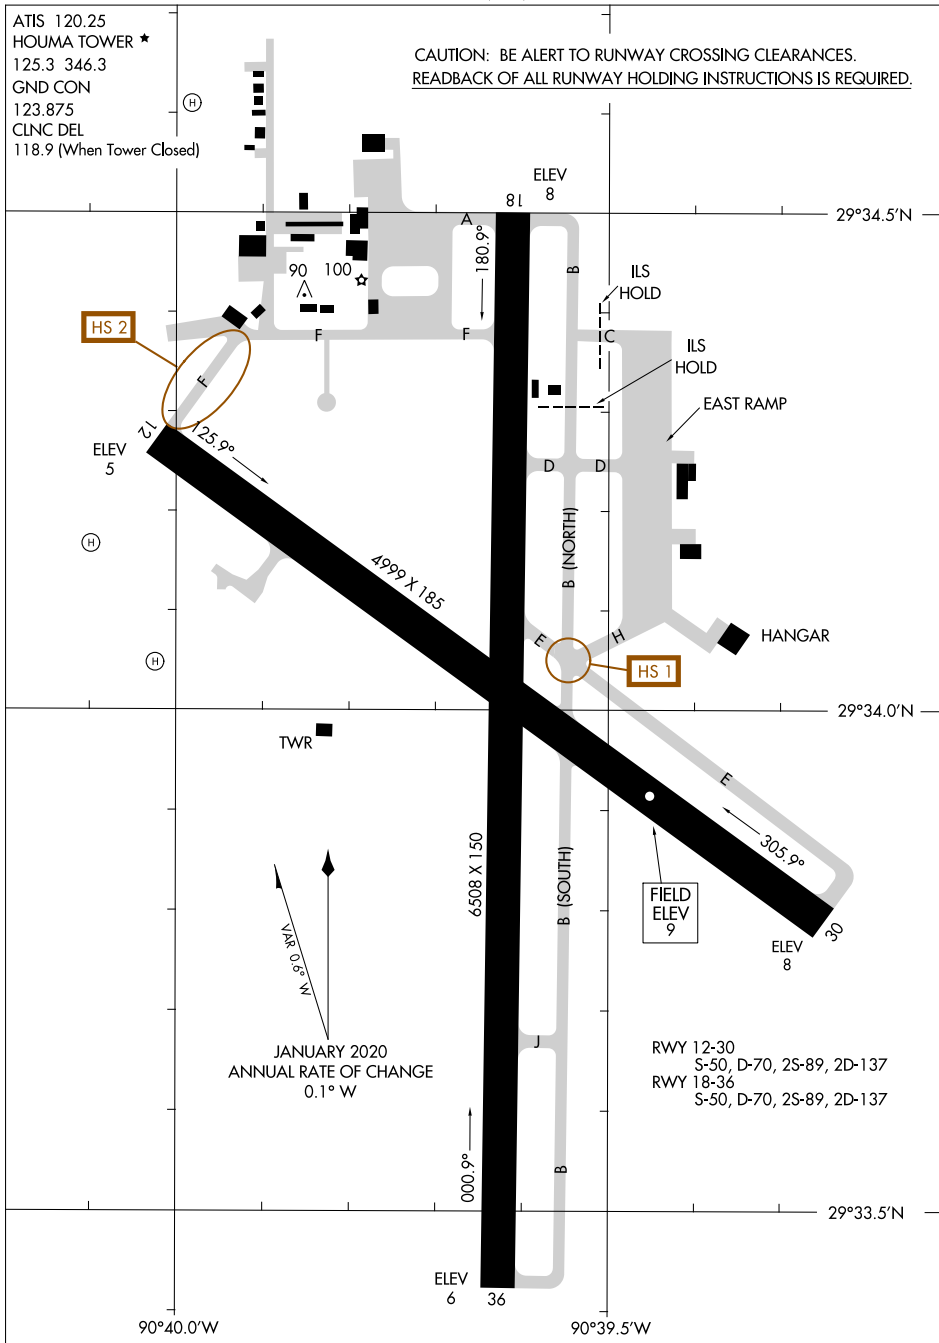 ATIS 120.25
HOUMA TOWER ★
125.3 346.3
GND CON
123.875
CLNC DEL
118.9 (When Tower Closed)
CAUTION: BE ALERT TO RUNWAY CROSSING CLEARANCES.
READBACK OF ALL RUNWAY HOLDING INSTRUCTIONS IS REQUIRED.
H
ELEV
8
18
29°34.5'N
A
180.9°
B
ILS
HOLD
90
100
HS 2
F
F
C
ILS
HOLD
F
EAST RAMP
12
125.9°
ELEV
5
D
D
H
4999 X 185
B (NORTH)
E
H
HANGAR
H
HS 1
29°34.0'N
TWR
E
6508 X 150
B (SOUTH)
305.9°
FIELD
ELEV
9
30
ELEV
8
VAR 0.6° W
JANUARY 2020
ANNUAL RATE OF CHANGE
0.1° W
J
RWY 12-30
S-50, D-70, 2S-89, 2D-137
RWY 18-36
S-50, D-70, 2S-89, 2D-137
000.9°
B
29°33.5'N
ELEV
6
36
90°40.0'W
90°39.5'W